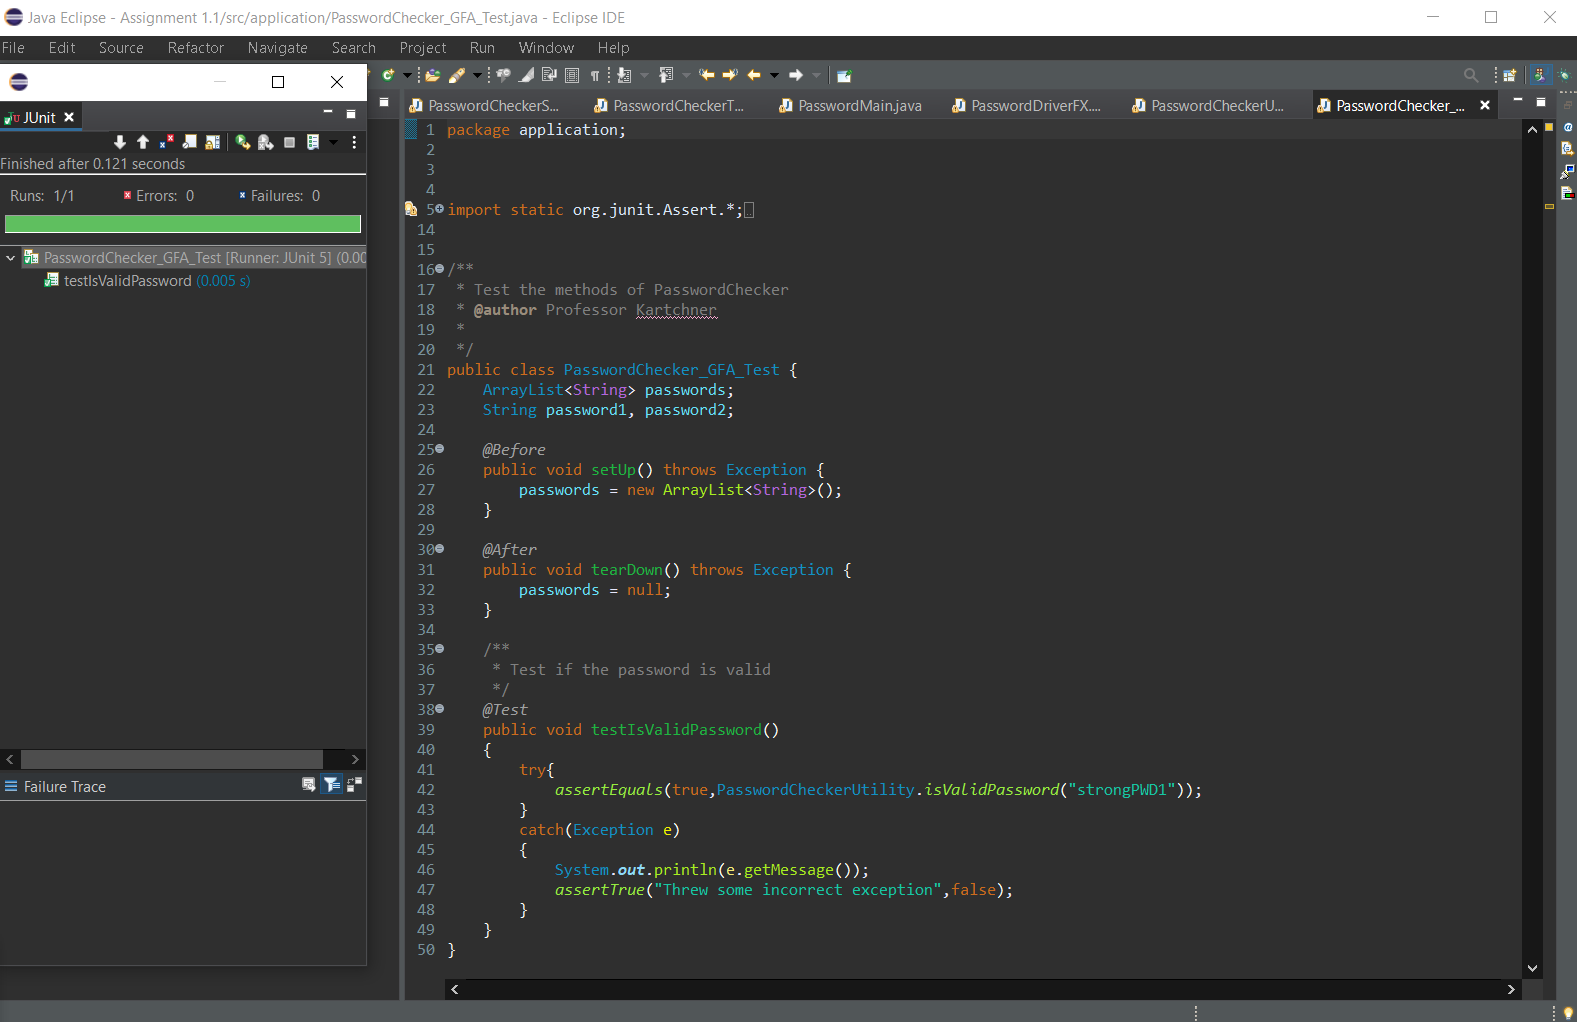 Java Eclipse - Assignment 1.1/src/application/PasswordChecker_GFA_Test.java - Eclipse IDE
File Edit Source Refactor Navigate Search Project Run Window Help
JUnit
Finished after 0.121 seconds
Runs: 1/1 Errors: 0 Failures: 0
PasswordChecker_GFA_Test [Runner: JUnit 5] (0.00
testIsValidPassword (0.005 s)
Failure Trace
PasswordCheckerS... PasswordCheckerT... PasswordMain.java PasswordDriverFX.... PasswordCheckerU... PasswordChecker_...
1 package application;
2
3
4
5 import static org.junit.Assert.*;
14
15
16 /**
17  * Test the methods of PasswordChecker
18  * @author Professor Kartchner
19  *
20  */
21 public class PasswordChecker_GFA_Test {
22     ArrayList<String> passwords;
23     String password1, password2;
24
25     @Before
26     public void setUp() throws Exception {
27         passwords = new ArrayList<String>();
28     }
29
30     @After
31     public void tearDown() throws Exception {
32         passwords = null;
33     }
34
35     /**
36      * Test if the password is valid
37      */
38     @Test
39     public void testIsValidPassword()
40     {
41         try{
42             assertEquals(true,PasswordCheckerUtility.isValidPassword("strongPWD1"));
43         }
44         catch(Exception e)
45         {
46             System.out.println(e.getMessage());
47             assertTrue("Threw some incorrect exception",false);
48         }
49     }
50 }